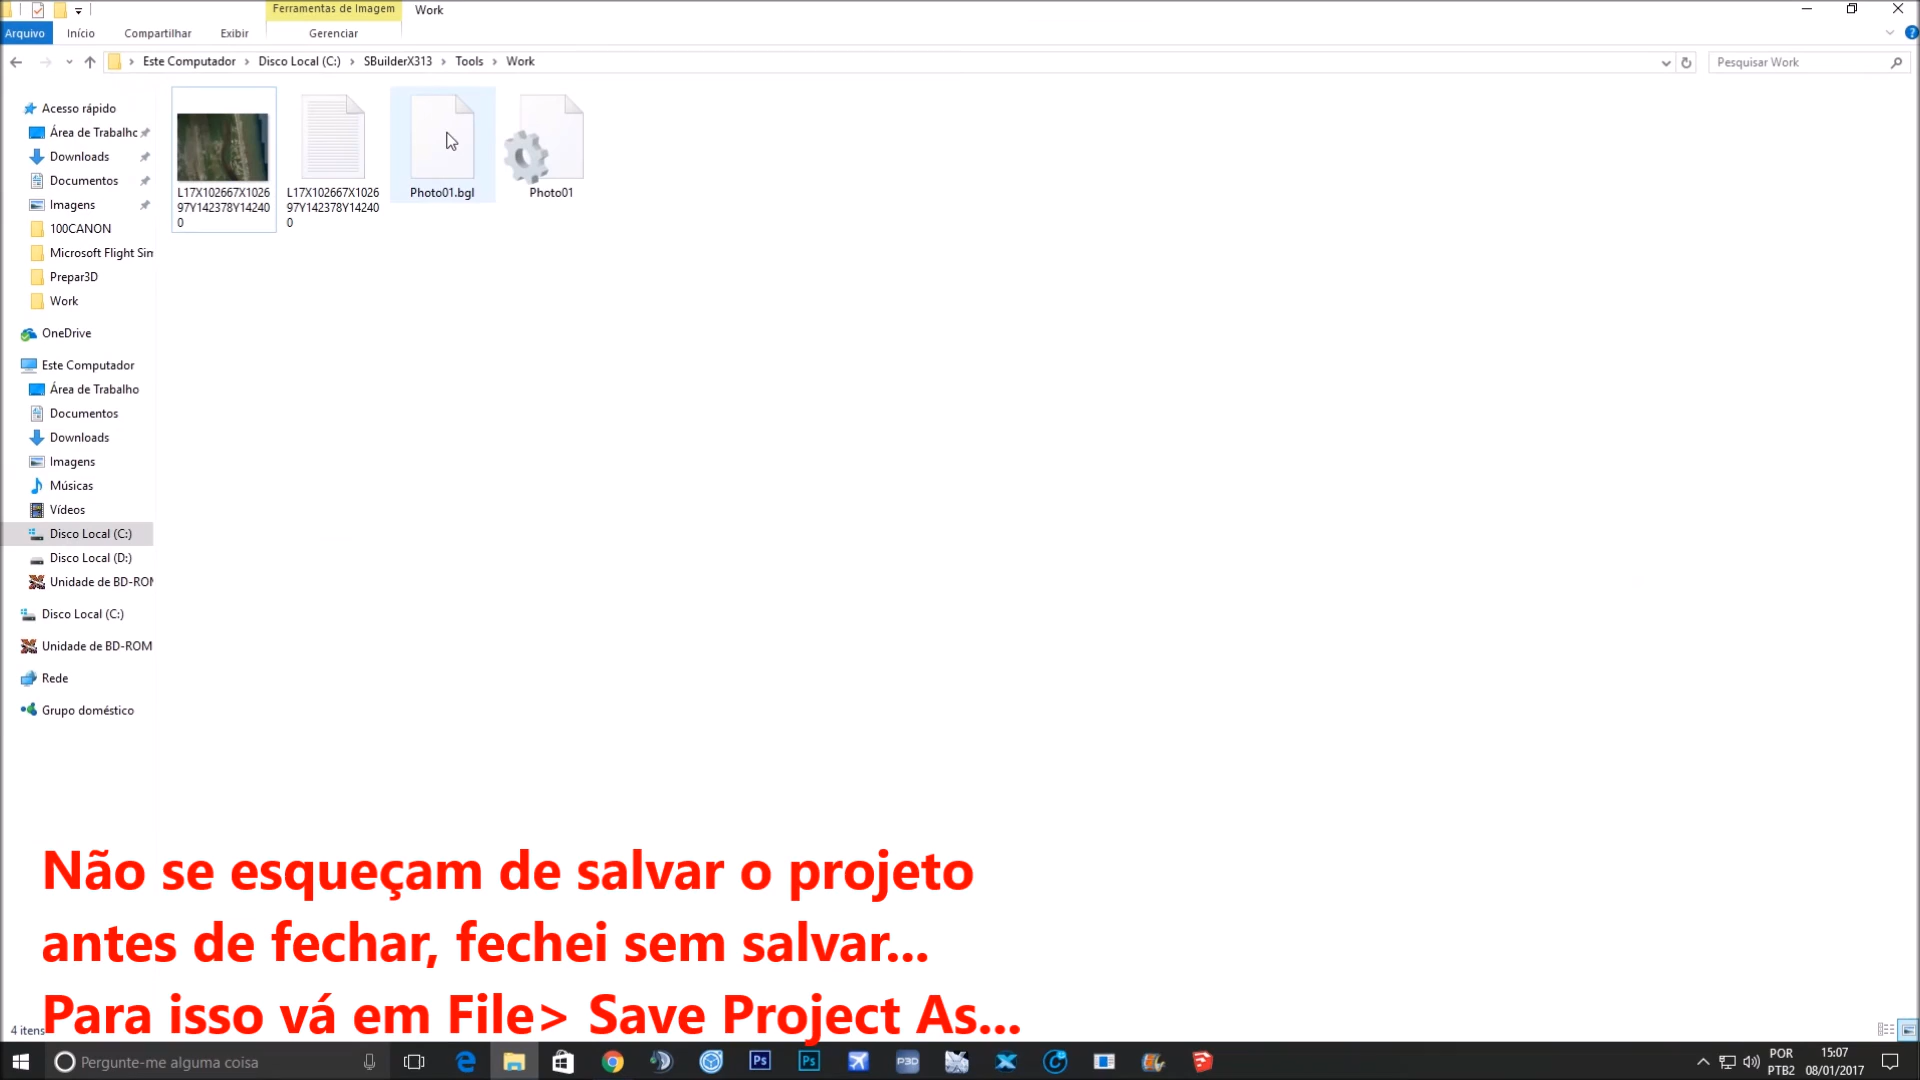 Ferramentas de Imagem
Work
Arquivo
Início
Compartilhar
Exibir
Gerenciar
Este Computador > Disco Local (C:) > SBuilderX313 > Tools > Work
Pesquisar Work
Acesso rápido
Área de Trabalhc
Downloads
Documentos
Imagens
100CANON
Microsoft Flight Sin
Prepar3D
Work
OneDrive
Este Computador
Área de Trabalho
Documentos
Downloads
Imagens
Músicas
Vídeos
Disco Local (C:)
Disco Local (D:)
Unidade de BD-RON
Disco Local (C:)
Unidade de BD-ROM
Rede
Grupo doméstico
L17X102667X1026
97Y142378Y14240
0
L17X102667X1026
97Y142378Y14240
0
Photo01.bgl
Photo01
Não se esqueçam de salvar o projeto
antes de fechar, fechei sem salvar...
Para isso vá em File> Save Project As...
4 itens
Pergunte-me alguma coisa
Ps
Ps
P3D
POR
PTB2
15:07
08/01/2017